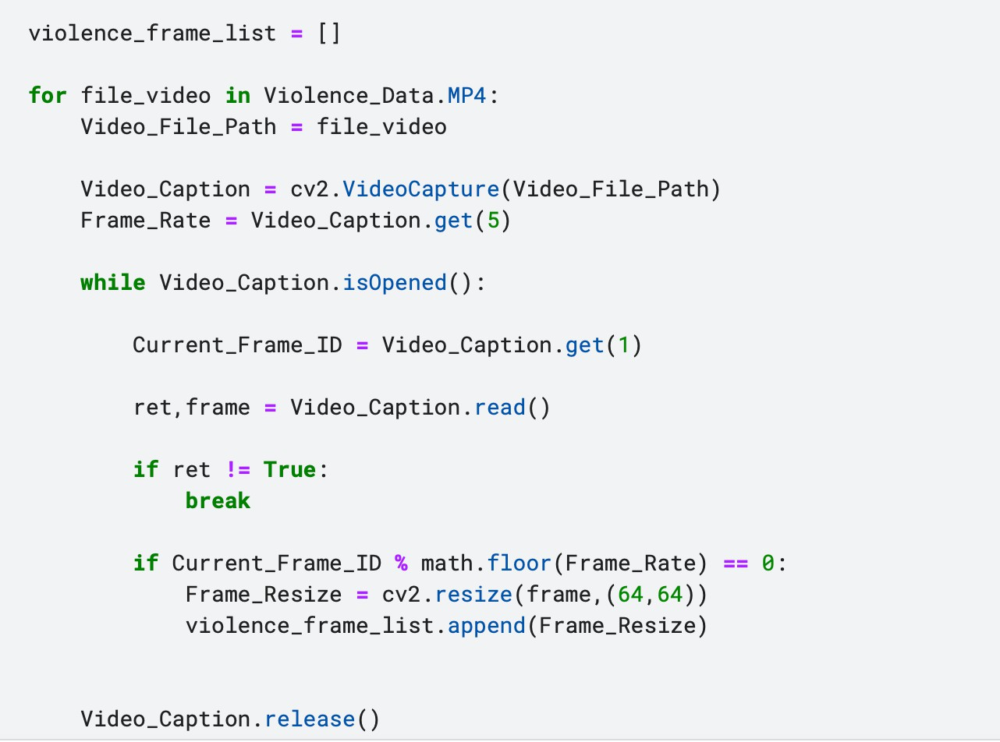 violence_frame_list = []
for file_video in Violence_Data.MP4:
    Video_File_Path = file_video
    Video_Caption = cv2.VideoCapture(Video_File_Path)
    Frame_Rate = Video_Caption.get(5)
    while Video_Caption.isOpened():
        Current_Frame_ID = Video_Caption.get(1)
        ret,frame = Video_Caption.read()
        if ret != True:
            break
        if Current_Frame_ID % math.floor(Frame_Rate) == 0:
            Frame_Resize = cv2.resize(frame,(64,64))
            violence_frame_list.append(Frame_Resize)
    Video_Caption.release()